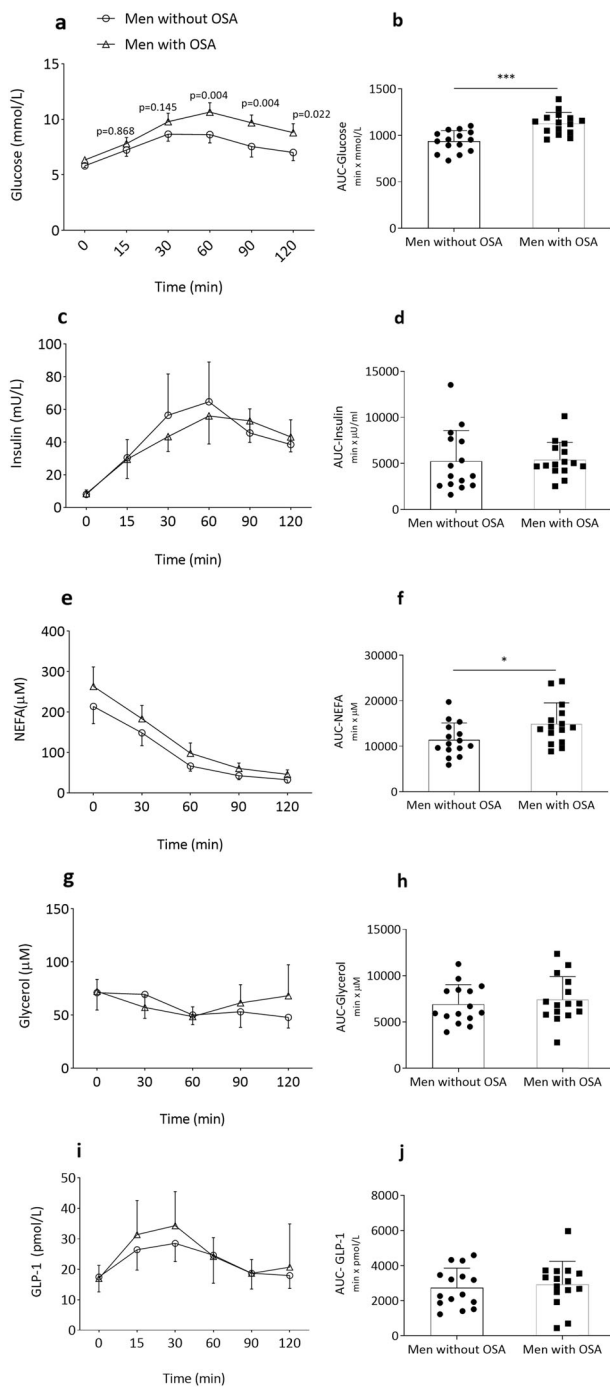 Men without OSA
Men with OSA
a
Glucose (mmol/L)
15
10
5
0
p=0.868
p=0.145
p=0.004
p=0.004
p=0.022
0 15 30 60 90 120
Time (min)
b
AUC-Glucose
min x mmol/L
1500
1000
500
0
***
Men without OSA Men with OSA
c
Insulin (mU/L)
100
80
60
40
20
0
0 15 30 60 90 120
Time (min)
d
AUC-Insulin
min x µU/ml
15000
10000
5000
0
Men without OSA Men with OSA
e
NEFA(µM)
400
300
200
100
0
0 30 60 90 120
Time (min)
f
AUC-NEFA
min x µM
30000
20000
10000
0
*
Men without OSA Men with OSA
g
Glycerol (µM)
150
100
50
0
0 30 60 90 120
Time (min)
h
AUC-Glycerol
min x µM
15000
10000
5000
0
Men without OSA Men with OSA
i
GLP-1 (pmol/L)
50
40
30
20
10
0
0 15 30 60 90 120
Time (min)
j
AUC- GLP-1
min x pmol/L
8000
6000
4000
2000
0
Men without OSA Men with OSA